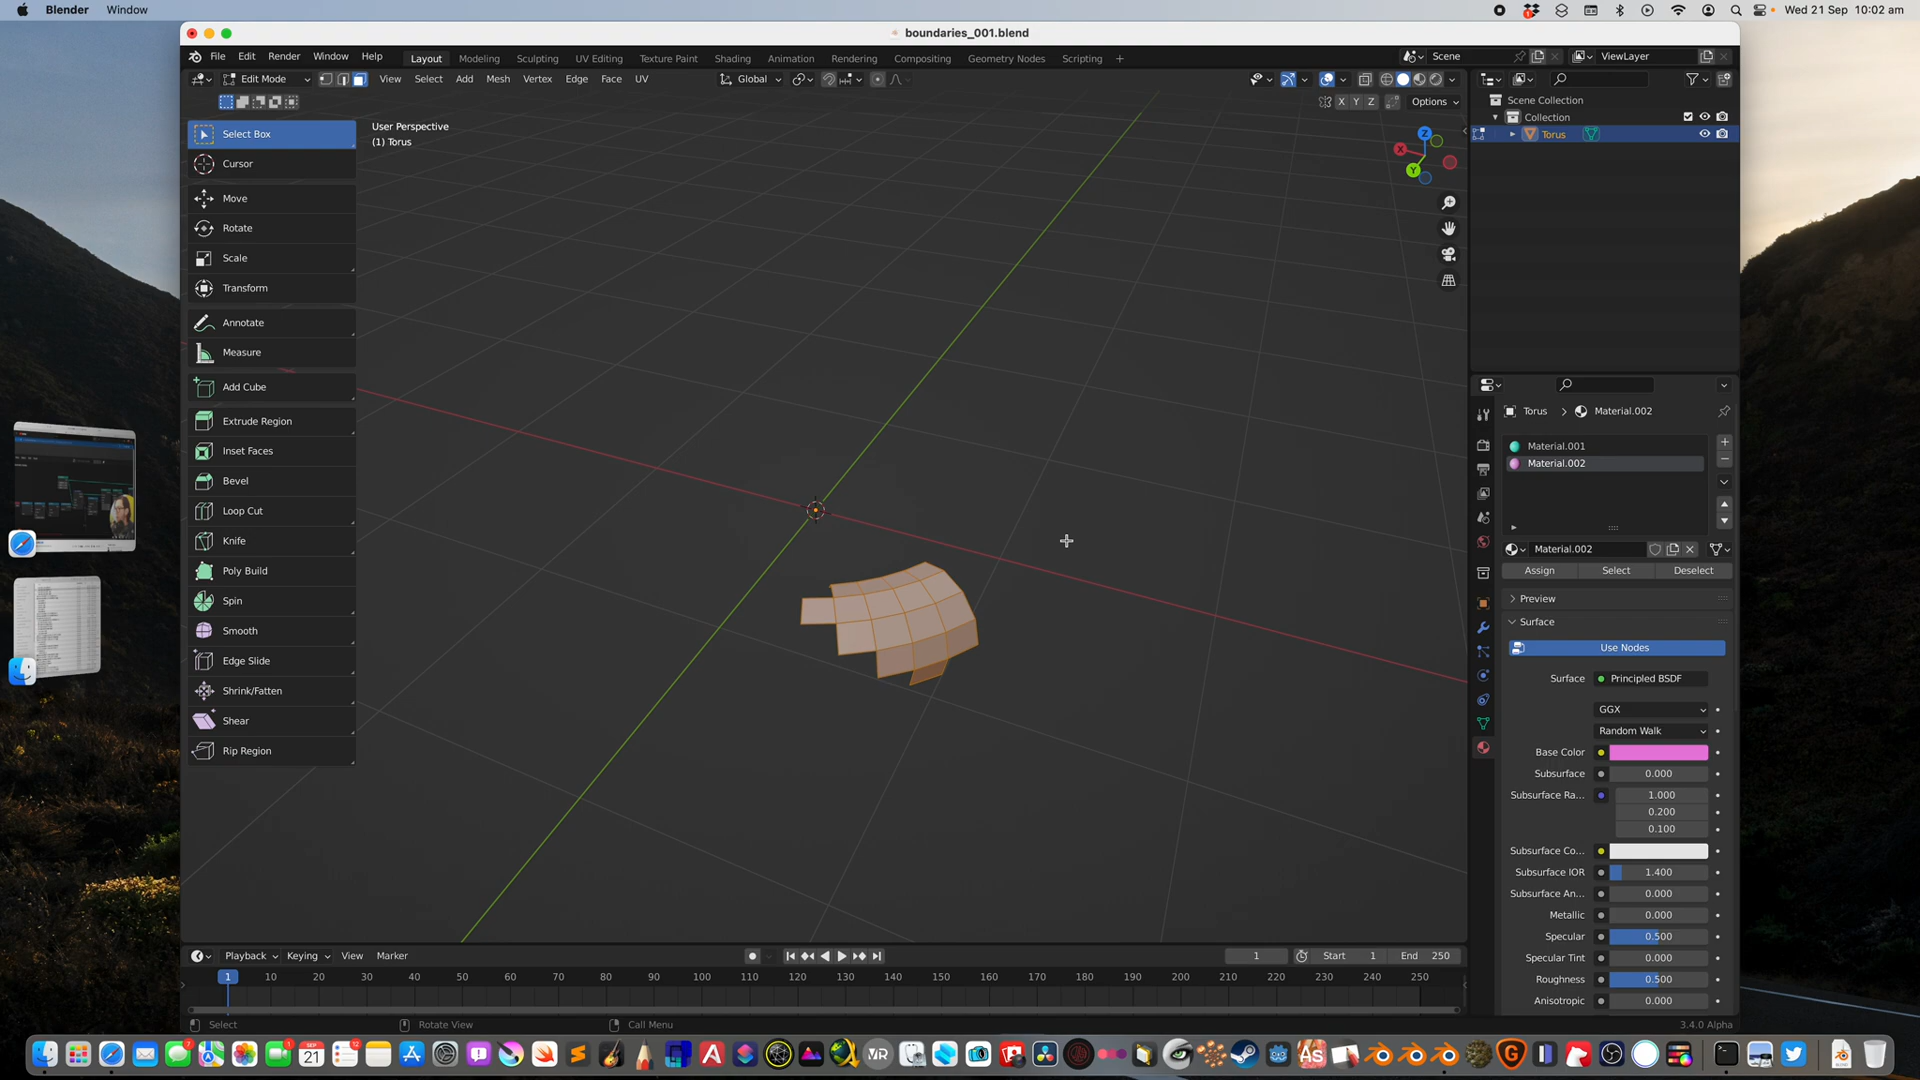 Blender Window
Wed 21 Sep 10:02 am
boundaries_001.blend
File Edit Render Window Help
Layout Modeling Sculpting UV Editing Texture Paint Shading Animation Rendering Compositing Geometry Nodes Scripting +
Scene
ViewLayer
Edit Mode View Select Add Mesh Vertex Edge Face UV
Global
X Y Z Options
Select Box
Cursor
Move
Rotate
Scale
Transform
Annotate
Measure
Add Cube
Extrude Region
Inset Faces
Bevel
Loop Cut
Knife
Poly Build
Spin
Smooth
Edge Slide
Shrink/Fatten
Shear
Rip Region
User Perspective
(1) Torus
Z
X
Y
Scene Collection
Collection
Torus
Torus > Material.002
Material.001
Material.002
Material.002
Assign Select Deselect
Preview
Surface
Use Nodes
Surface Principled BSDF
GGX
Random Walk
Base Color
Subsurface 0.000
Subsurface Ra... 1.000
0.200
0.100
Subsurface Co...
Subsurface IOR 1.400
Subsurface An... 0.000
Metallic 0.000
Specular 0.500
Specular Tint 0.000
Roughness 0.500
Anisotropic 0.000
Playback Keying View Marker
1 Start 1 End 250
1 10 20 30 40 50 60 70 80 90 100 110 120 130 140 150 160 170 180 190 200 210 220 230 240 250
Select Rotate View Call Menu
3.4.0 Alpha
SEP
21
VR
As